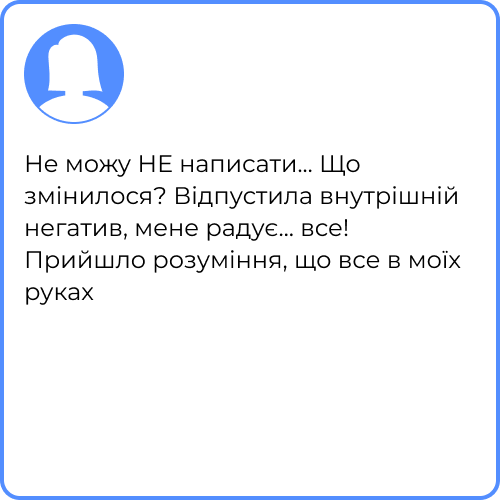 Не можу НЕ написати... Що
змінилося? Відпустила внутрішній
негатив, мене радує... все!
Прийшло розуміння, що все в моїх
руках